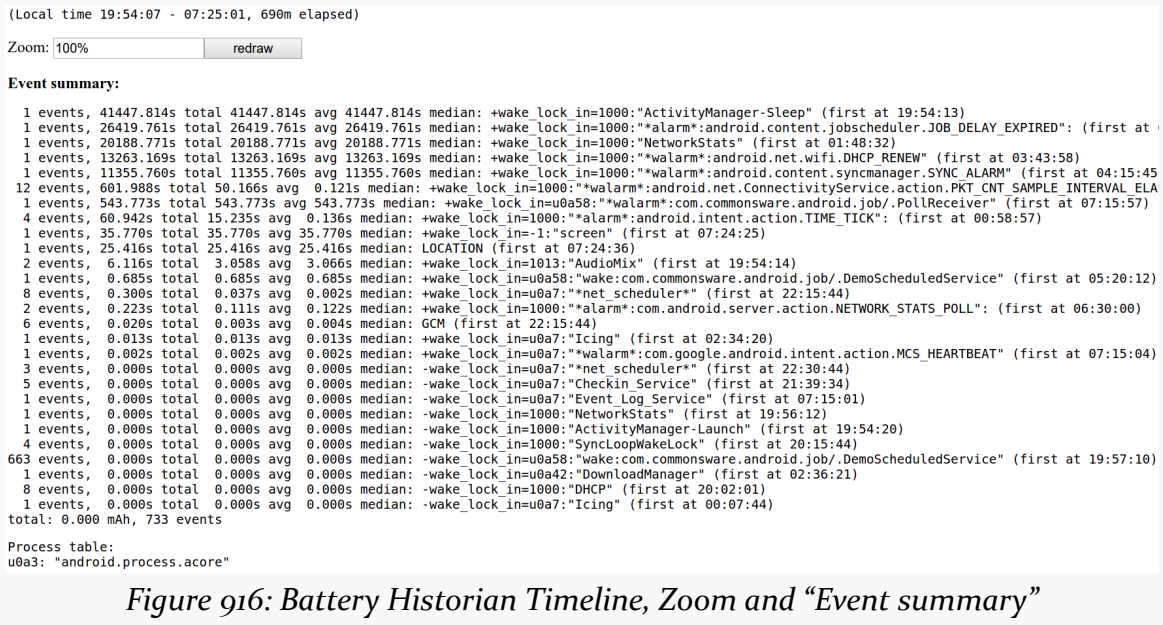 (Local time 19:54:07 - 07:25:01, 690m elapsed)
Zoom: 100% redraw
Event summary:
1 events, 41447.814s total 41447.814s avg 41447.814s median: +wake_lock_in=1000:"ActivityManager-Sleep" (first at 19:54:13)
1 events, 26419.761s total 26419.761s avg 26419.761s median: +wake_lock_in=1000:"*alarm*:android.content.jobscheduler.JOB_DELAY_EXPIRED": (first at
1 events, 20188.771s total 20188.771s avg 20188.771s median: +wake_lock_in=1000:"NetworkStats" (first at 01:48:32)
1 events, 13263.169s total 13263.169s avg 13263.169s median: +wake_lock_in=1000:"*walarm*:android.net.wifi.DHCP_RENEW" (first at 03:43:58)
1 events, 11355.760s total 11355.760s avg 11355.760s median: +wake_lock_in=1000:"*walarm*:android.content.syncmanager.SYNC_ALARM" (first at 04:15:45
12 events, 601.988s total 50.166s avg 0.121s median: +wake_lock_in=1000:"*walarm*:android.net.ConnectivityService.action.PKT_CNT_SAMPLE_INTERVAL_ELA
1 events, 543.773s total 543.773s avg 543.773s median: +wake_lock_in=u0a58:"*walarm*:com.commonsware.android.job/.PollReceiver" (first at 07:15:57)
4 events, 60.942s total 15.235s avg 0.136s median: +wake_lock_in=1000:"*alarm*:android.intent.action.TIME_TICK": (first at 00:58:57)
1 events, 35.770s total 35.770s avg 35.770s median: +wake_lock_in=-1:"screen" (first at 07:24:25)
1 events, 25.416s total 25.416s avg 25.416s median: LOCATION (first at 07:24:36)
2 events, 6.116s total 3.058s avg 3.066s median: +wake_lock_in=1013:"AudioMix" (first at 19:54:14)
1 events, 0.685s total 0.685s avg 0.685s median: +wake_lock_in=u0a58:"wake:com.commonsware.android.job/.DemoScheduledService" (first at 05:20:12)
8 events, 0.300s total 0.037s avg 0.002s median: +wake_lock_in=u0a7:"*net_scheduler*" (first at 22:15:44)
2 events, 0.223s total 0.111s avg 0.122s median: +wake_lock_in=1000:"*alarm*:com.android.server.action.NETWORK_STATS_POLL": (first at 06:30:00)
6 events, 0.020s total 0.003s avg 0.004s median: GCM (first at 22:15:44)
1 events, 0.013s total 0.013s avg 0.013s median: +wake_lock_in=u0a7:"Icing" (first at 02:34:20)
1 events, 0.002s total 0.002s avg 0.002s median: +wake_lock_in=u0a7:"*walarm*:com.google.android.intent.action.MCS_HEARTBEAT" (first at 07:15:04)
3 events, 0.000s total 0.000s avg 0.000s median: -wake_lock_in=u0a7:"*net_scheduler*" (first at 22:30:44)
5 events, 0.000s total 0.000s avg 0.000s median: -wake_lock_in=u0a7:"Checkin_Service" (first at 21:39:34)
1 events, 0.000s total 0.000s avg 0.000s median: -wake_lock_in=u0a7:"Event_Log_Service" (first at 07:15:01)
1 events, 0.000s total 0.000s avg 0.000s median: -wake_lock_in=1000:"NetworkStats" (first at 19:56:12)
1 events, 0.000s total 0.000s avg 0.000s median: -wake_lock_in=1000:"ActivityManager-Launch" (first at 19:54:20)
4 events, 0.000s total 0.000s avg 0.000s median: -wake_lock_in=1000:"SyncLoopWakeLock" (first at 20:15:44)
663 events, 0.000s total 0.000s avg 0.000s median: -wake_lock_in=u0a58:"wake:com.commonsware.android.job/.DemoScheduledService" (first at 19:57:10)
1 events, 0.000s total 0.000s avg 0.000s median: -wake_lock_in=u0a42:"DownloadManager" (first at 02:36:21)
8 events, 0.000s total 0.000s avg 0.000s median: -wake_lock_in=1000:"DHCP" (first at 20:02:01)
1 events, 0.000s total 0.000s avg 0.000s median: -wake_lock_in=u0a7:"Icing" (first at 00:07:44)
total: 0.000 mAh, 733 events
Process table:
u0a3: "android.process.acore"
Figure 916: Battery Historian Timeline, Zoom and “Event summary”